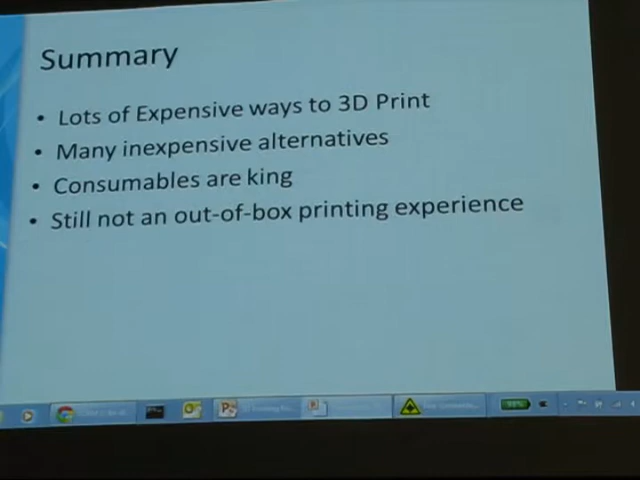 Summary
• Lots of Expensive ways to 3D Print
• Many inexpensive alternatives
• Consumables are king
• Still not an out-of-box printing experience
98%